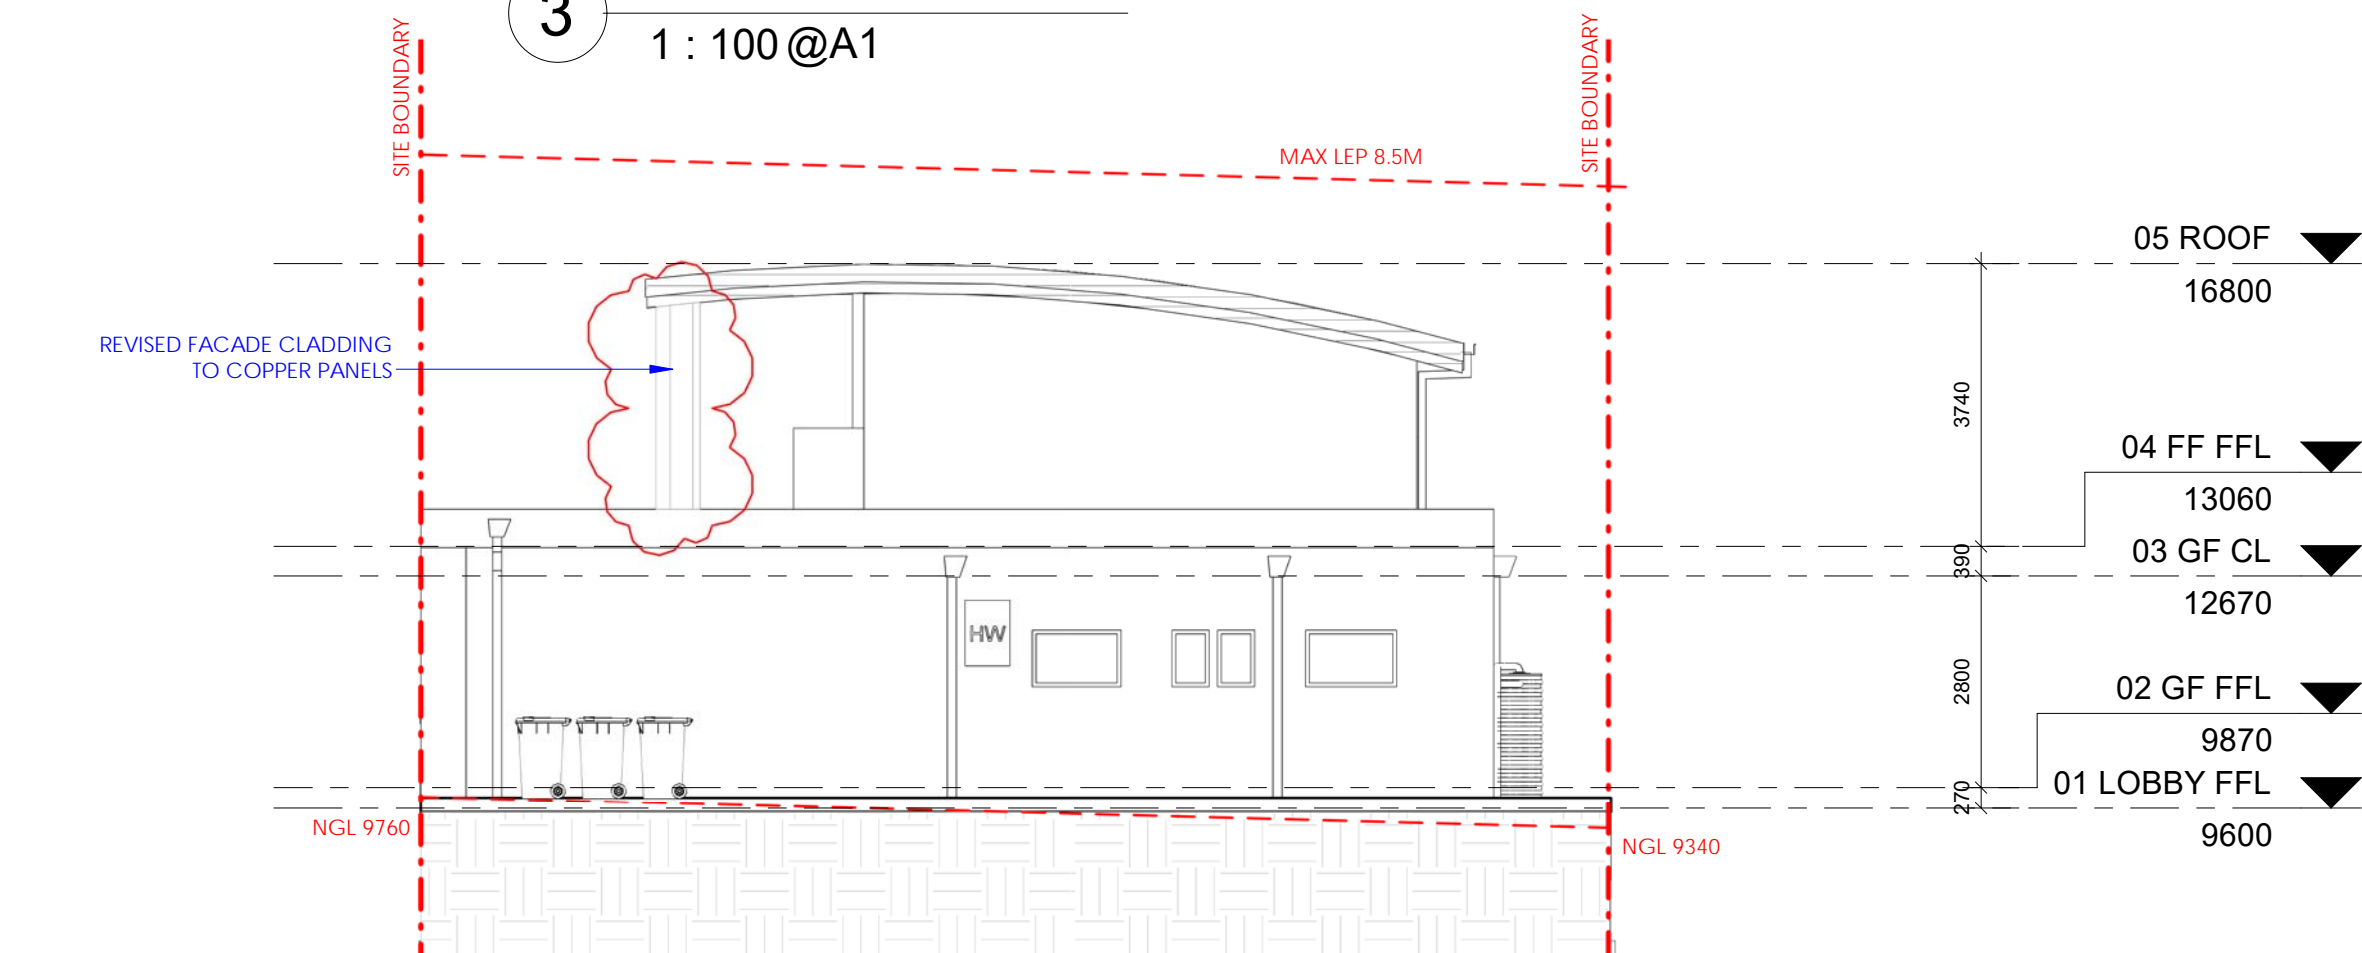 3
1 : 100 @A1
SITE BOUNDARY
SITE BOUNDARY
MAX LEP 8.5M
05 ROOF
16800
REVISED FACADE CLADDING
TO COPPER PANELS
3740
04 FF FFL
13060
390
03 GF CL
12670
HW
2800
02 GF FFL
9870
270
01 LOBBY FFL
9600
NGL 9760
NGL 9340